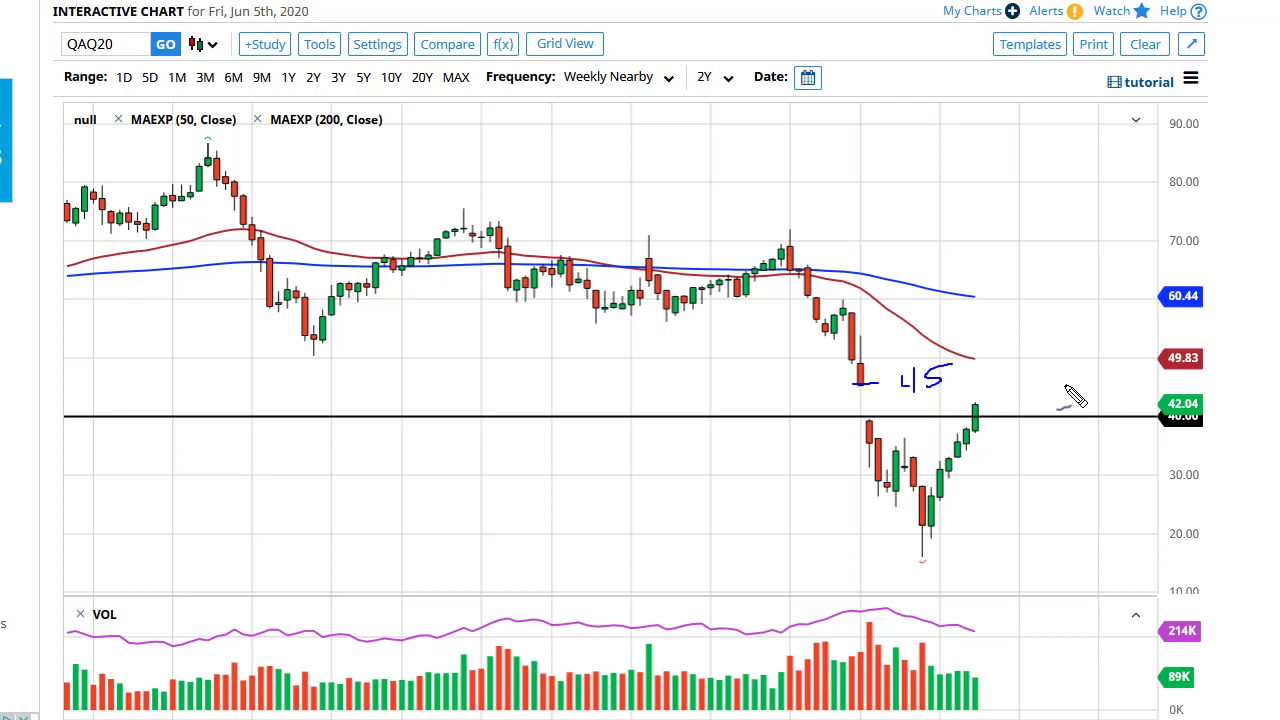 INTERACTIVE CHART for Fri, Jun 5th, 2020
My Charts Alerts ! Watch Help ?
QAQ20 GO +Study Tools Settings Compare f(x) Grid View Templates Print Clear
Range: 1D 5D 1M 3M 6M 9M 1Y 2Y 3Y 5Y 10Y 20Y MAX Frequency: Weekly Nearby 2Y Date: tutorial
null MAEXP (50, Close) MAEXP (200, Close)
90.00
80.00
70.00
60.44
49.83
45
42.04
40.00
30.00
20.00
10.00
VOL
214K
89K
0K
s